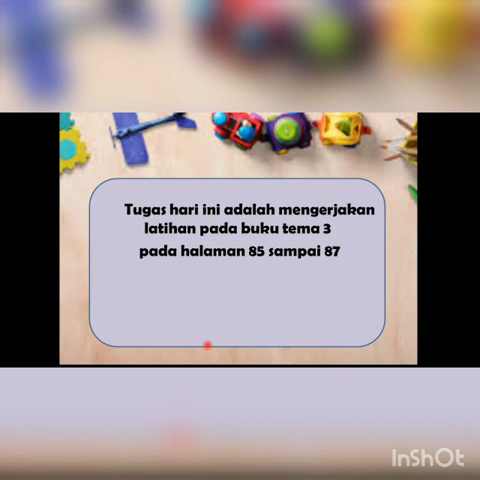 Tugas hari ini adalah mengerjakan
latihan pada buku tema 3
pada halaman 85 sampai 87
InShOt